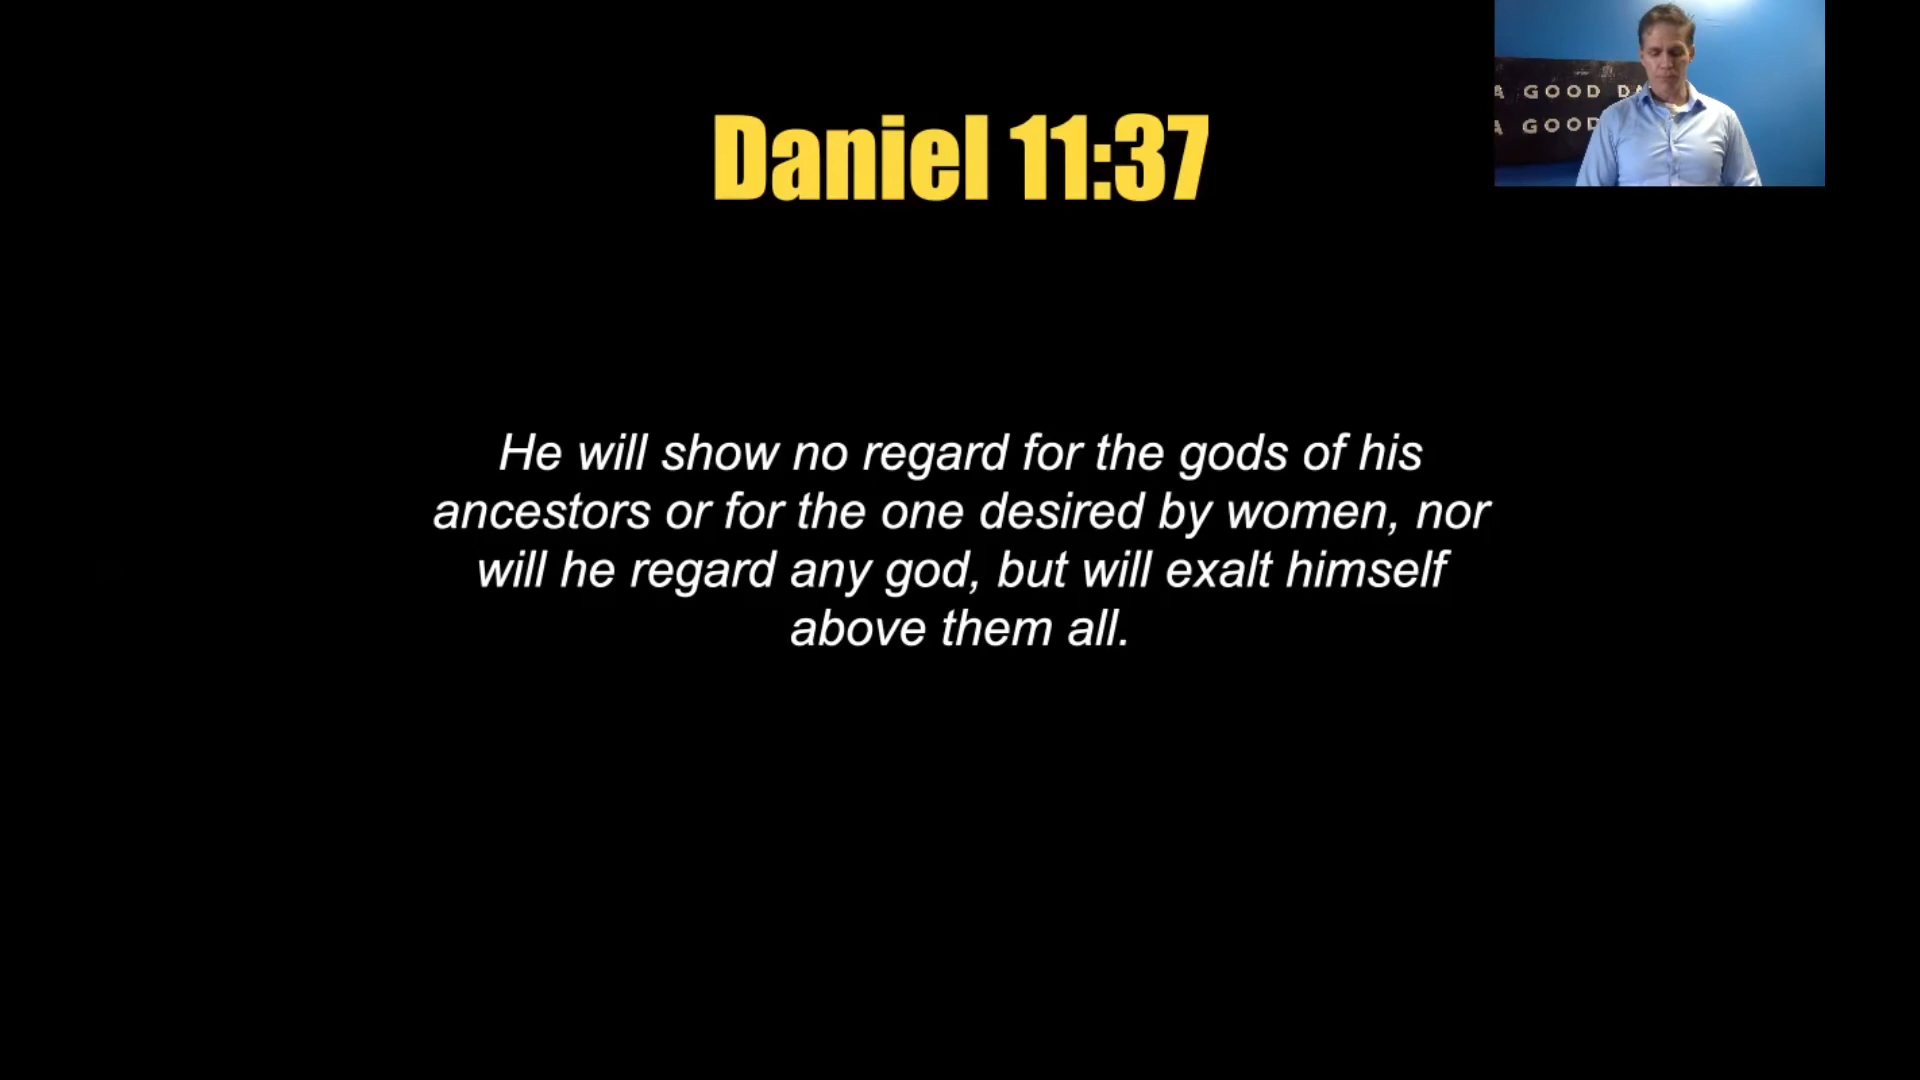 Daniel 11:37
A GOOD DA
A GOOD
He will show no regard for the gods of his
ancestors or for the one desired by women, nor
will he regard any god, but will exalt himself
above them all.